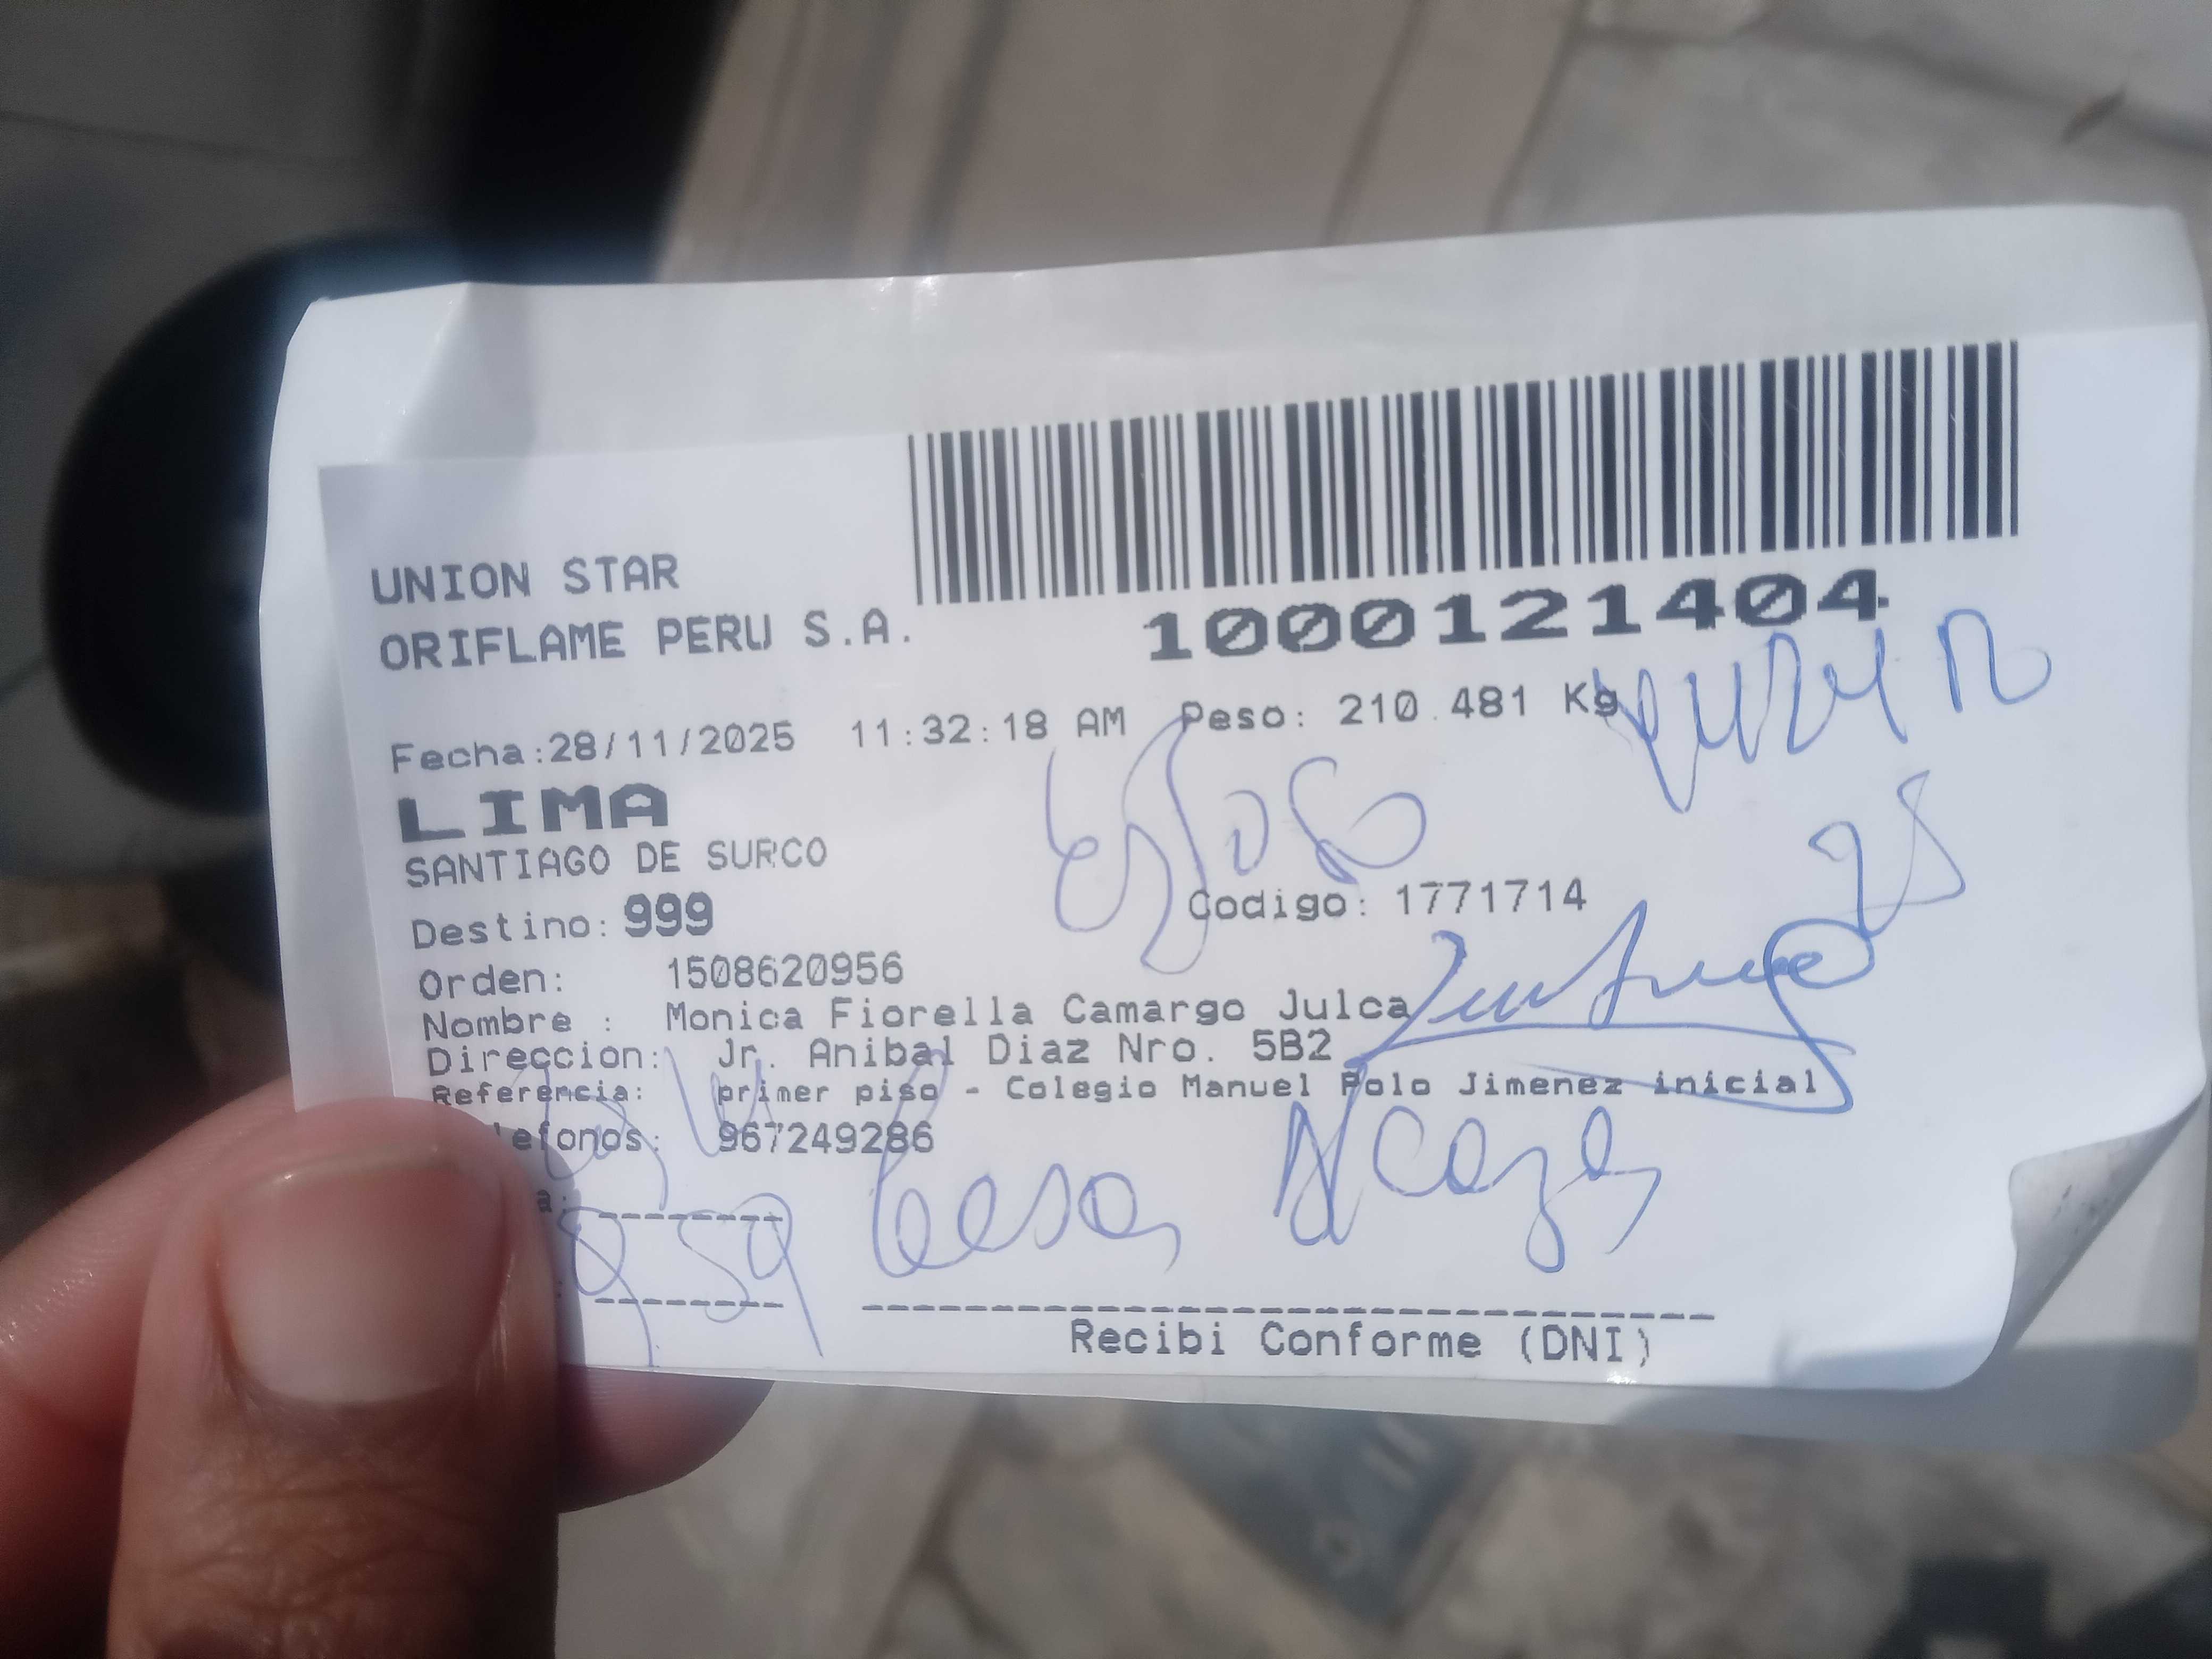 UNION STAR
ORIFLAME PERU S.A.
1000121404
Fecha:28/11/2025 11:32:18 AM Peso: 210.481 Kg
LIMA
SANTIAGO DE SURCO
Destino: 999 Codigo: 1771714
Orden: 1508620956
Nombre : Monica Fiorella Camargo Julca
Direccion: Jr. Anibal Diaz Nro. 5B2
Referencia: primer piso - Colegio Manuel Polo Jimenez inicial
efonos: 967249286
a:
Recibi Conforme (DNI)